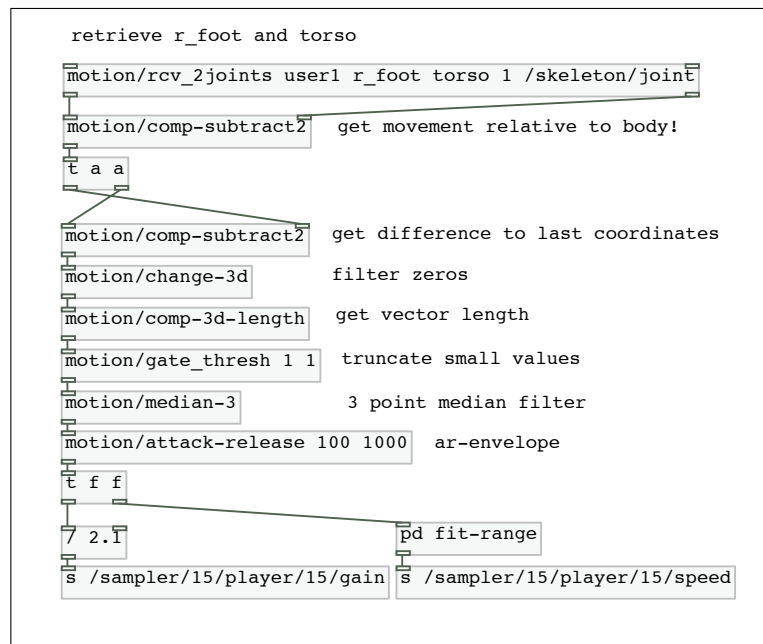 retrieve r_foot and torso
motion/rcv_2joints user1 r_foot torso 1 /skeleton/joint
motion/comp-subtract2 get movement relative to body!
t a a
motion/comp-subtract2 get difference to last coordinates
motion/change-3d filter zeros
motion/comp-3d-length get vector length
motion/gate_thresh 1 1 truncate small values
motion/median-3 3 point median filter
motion/attack-release 100 1000 ar-envelope
t f f
/ 2.1 pd fit-range
s /sampler/15/player/15/gain s /sampler/15/player/15/speed